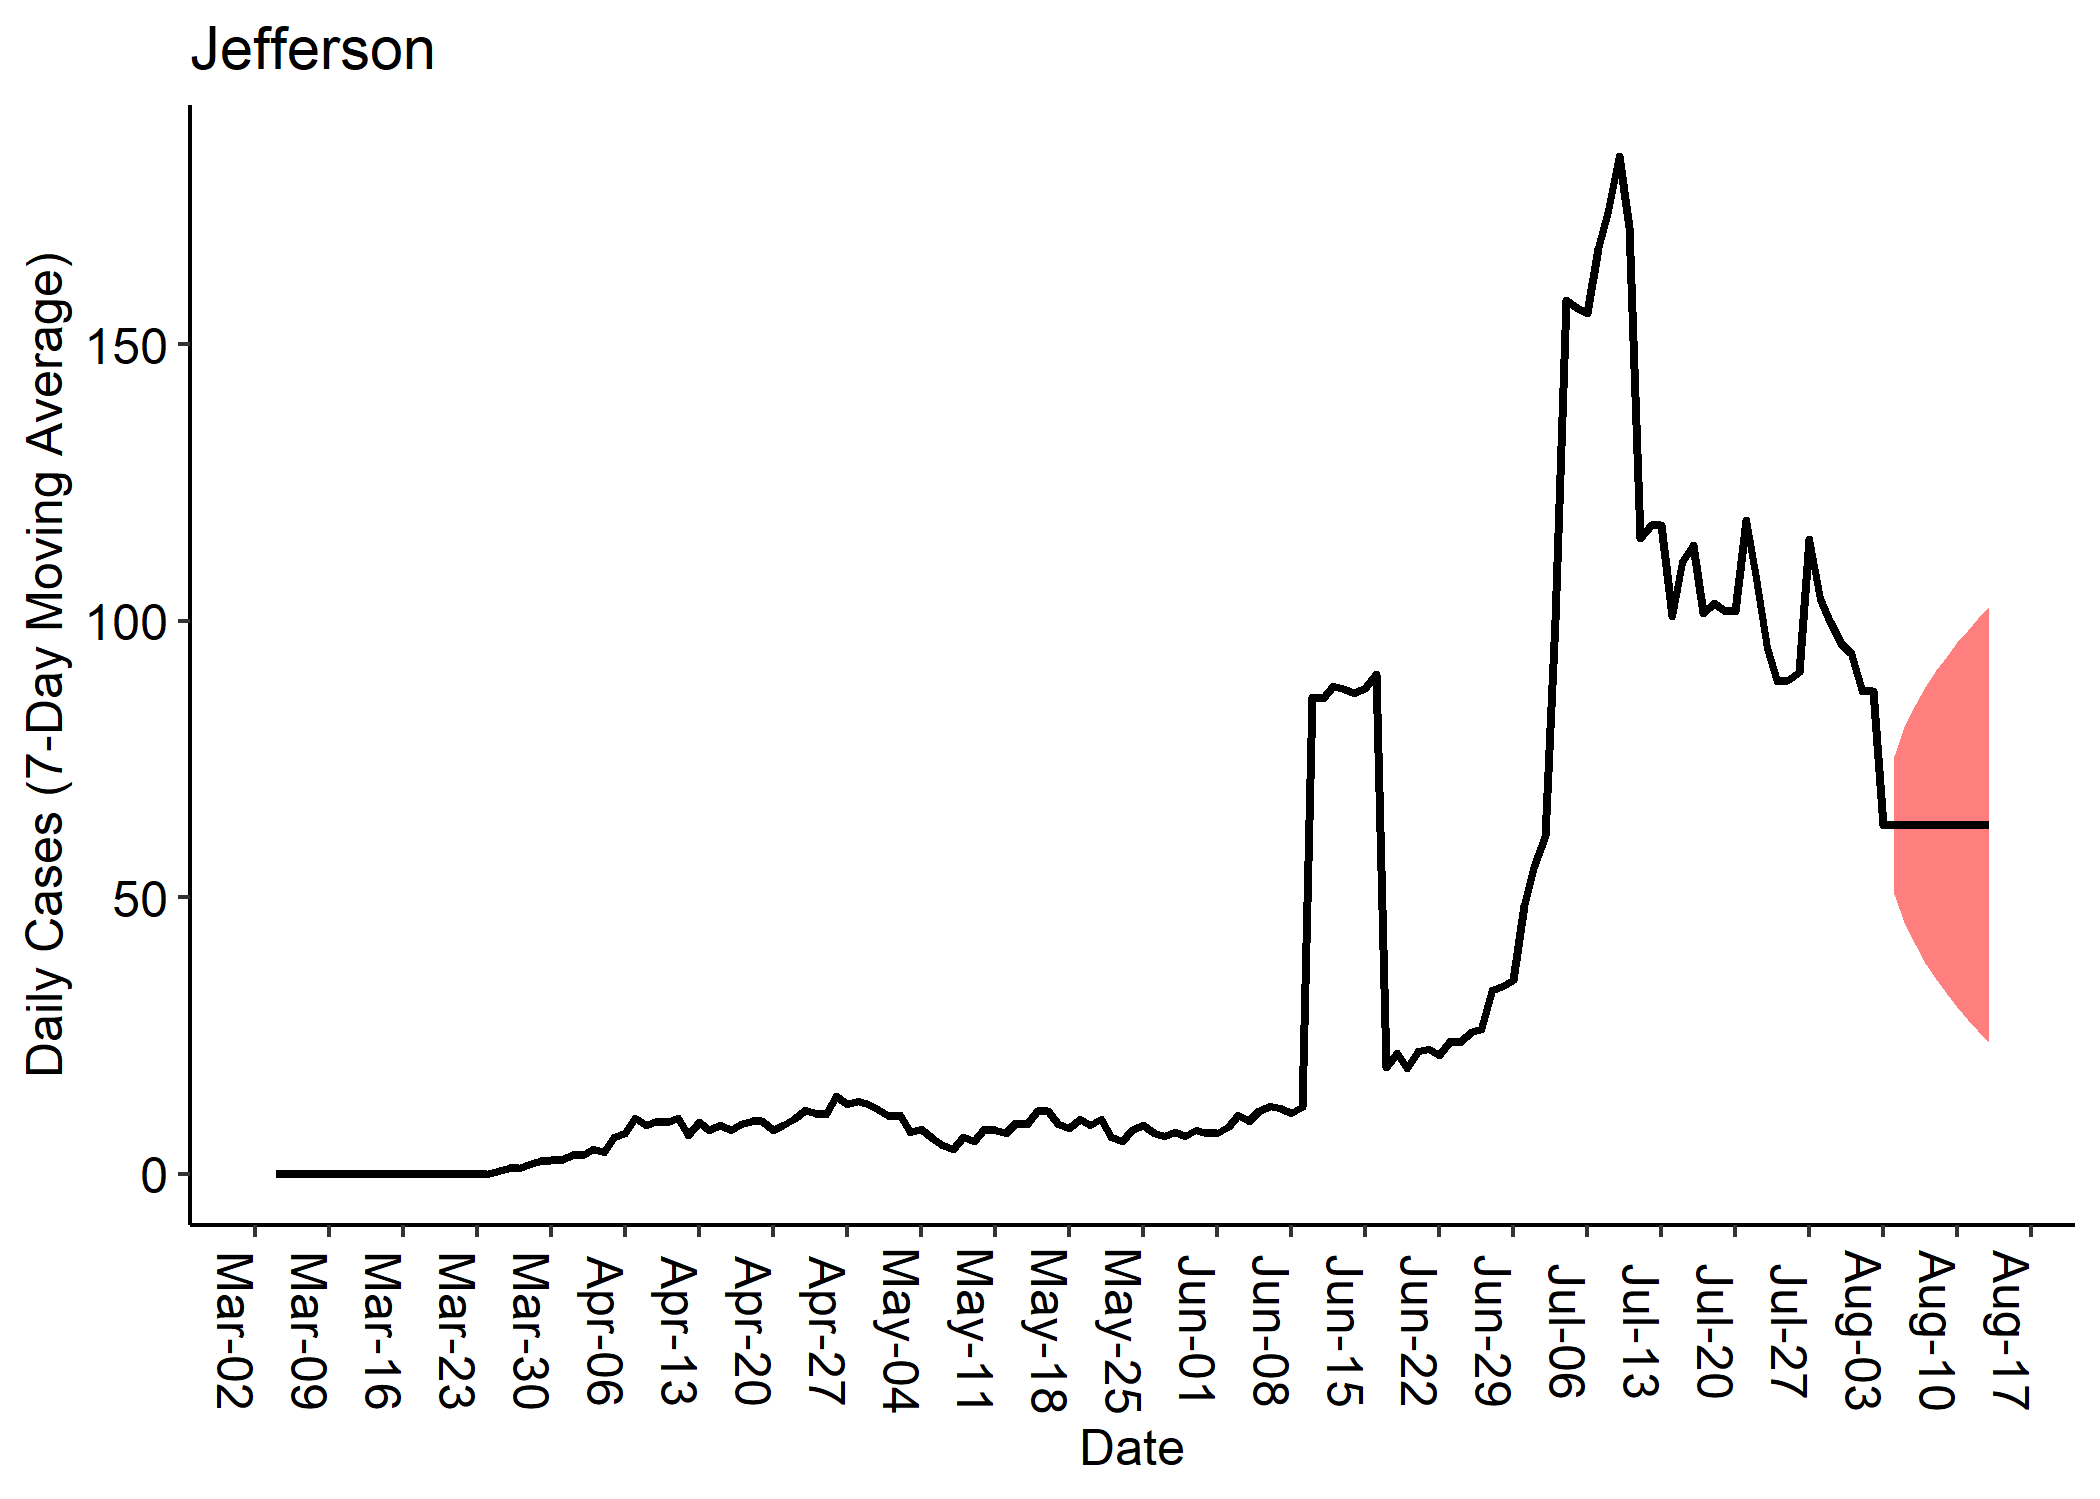 Jefferson
Daily Cases (7-Day Moving Average)
150
100
50
0
Mar-02
Mar-09
Mar-16
Mar-23
Mar-30
Apr-06
Apr-13
Apr-20
Apr-27
May-04
May-11
May-18
May-25
Jun-01
Jun-08
Jun-15
Jun-22
Jun-29
Jul-06
Jul-13
Jul-20
Jul-27
Aug-03
Aug-10
Aug-17
Date